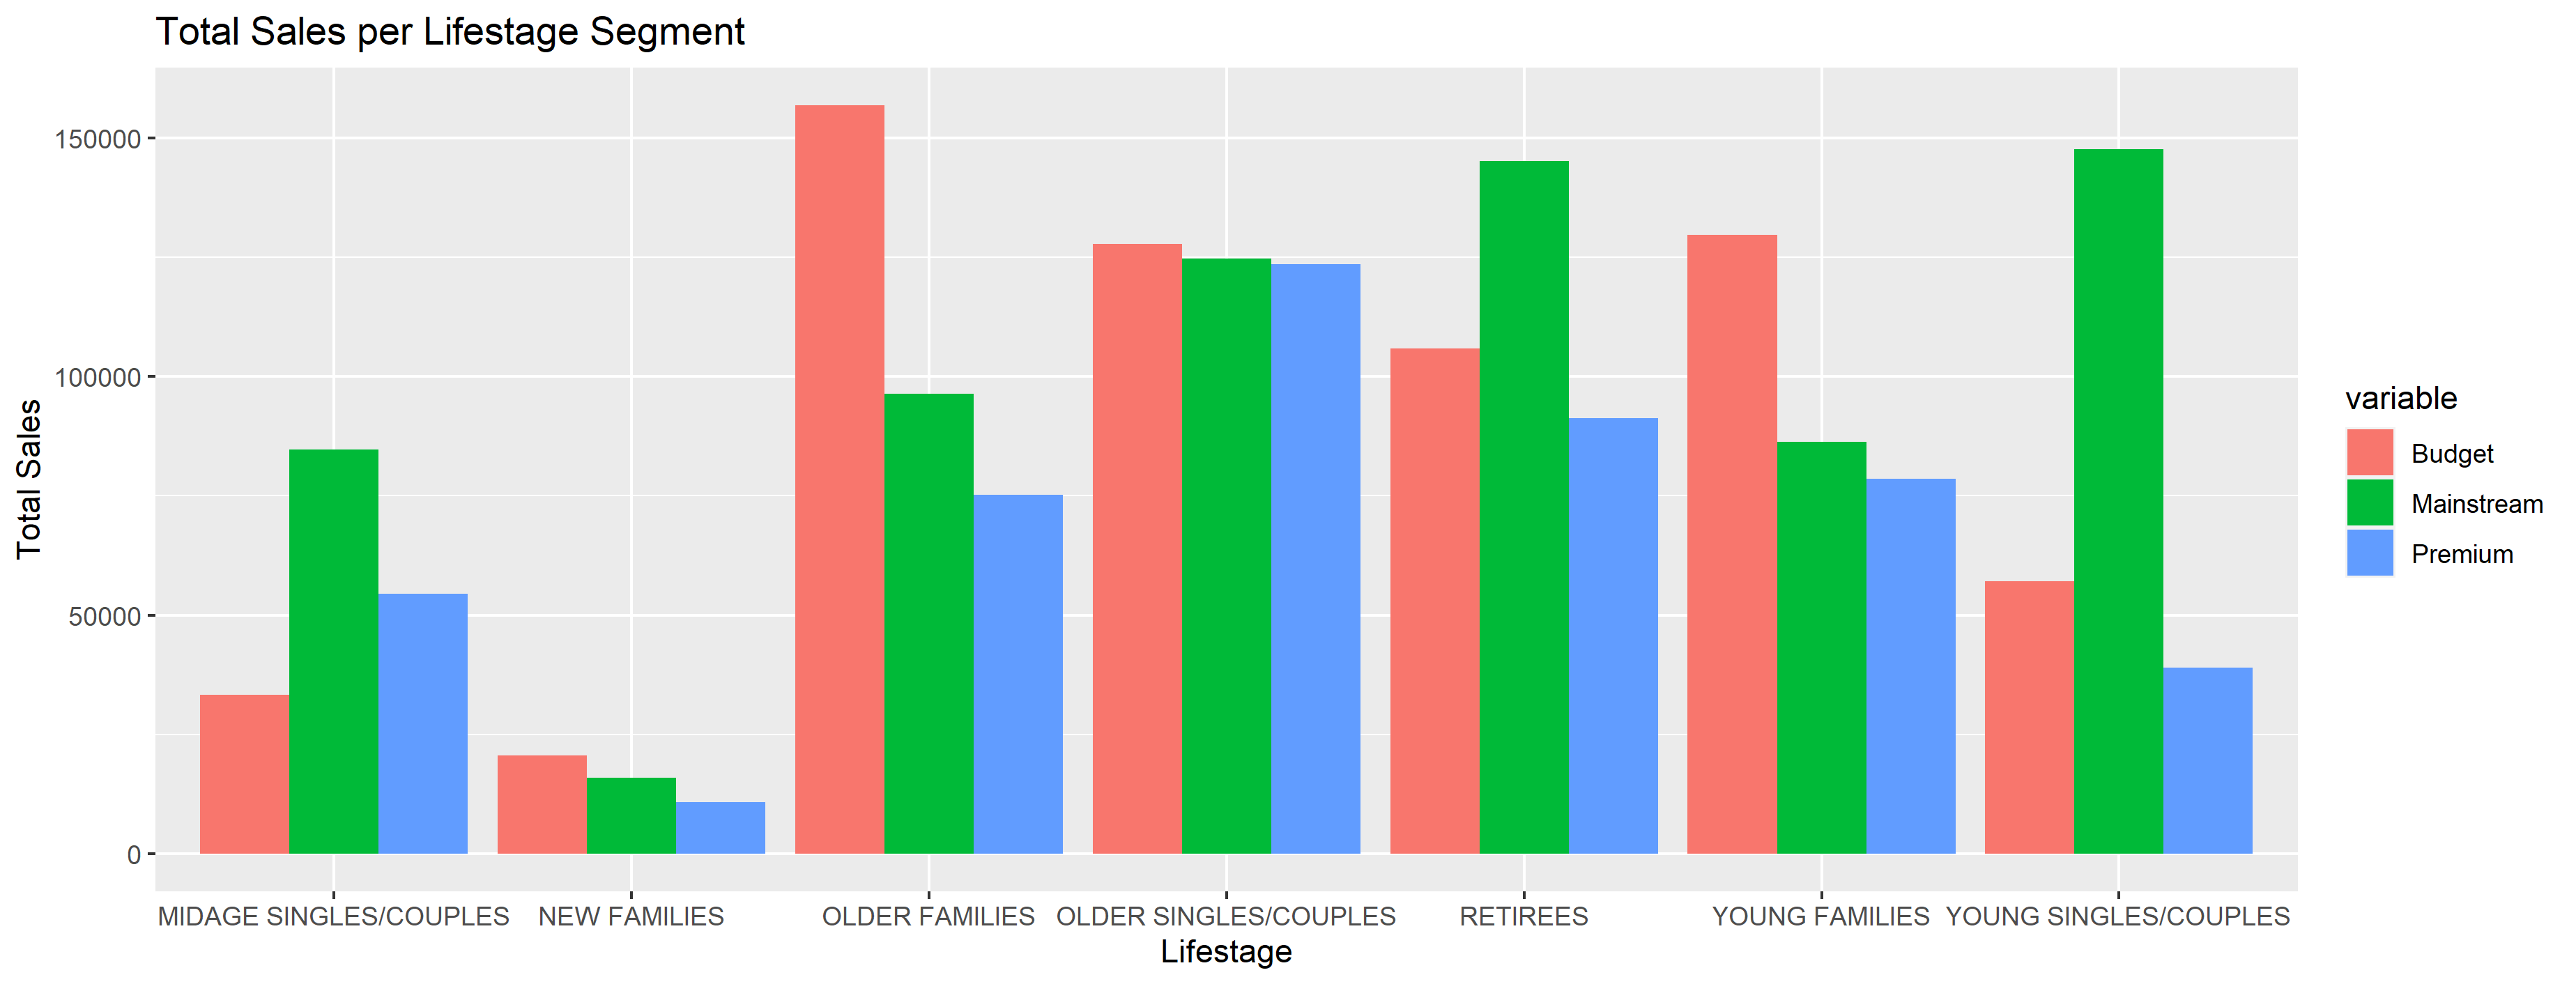 Total Sales per Lifestage Segment
150000
100000
50000
0
Total Sales
MIDAGE SINGLES/COUPLES NEW FAMILIES OLDER FAMILIES OLDER SINGLES/COUPLES RETIREES YOUNG FAMILIES YOUNG SINGLES/COUPLES
Lifestage
variable
Budget
Mainstream
Premium